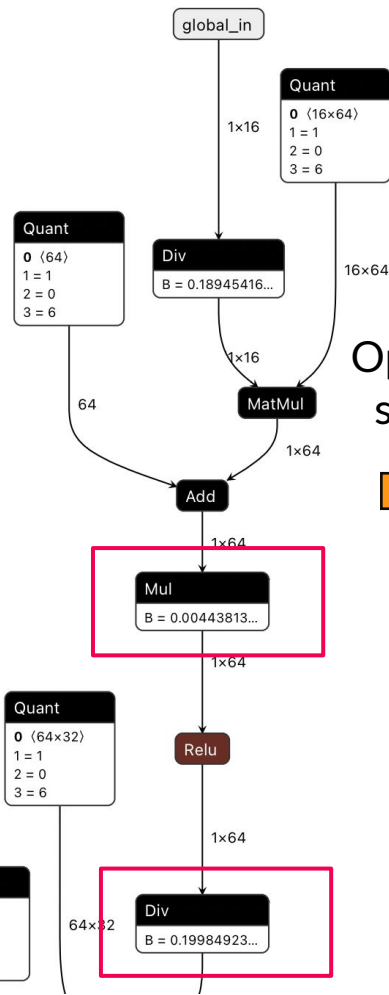 global_in
1×16
Quant
0 ⟨16×64⟩
1 = 1
2 = 0
3 = 6
Quant
0 ⟨64⟩
1 = 1
2 = 0
3 = 6
Div
B = 0.18945416...
16×64
1×16
64
MatMul
1×64
Add
1×64
Mul
B = 0.00443813...
1×64
Quant
0 ⟨64×32⟩
1 = 1
2 = 0
3 = 6
Relu
1×64
Div
B = 0.19984923...
64×32